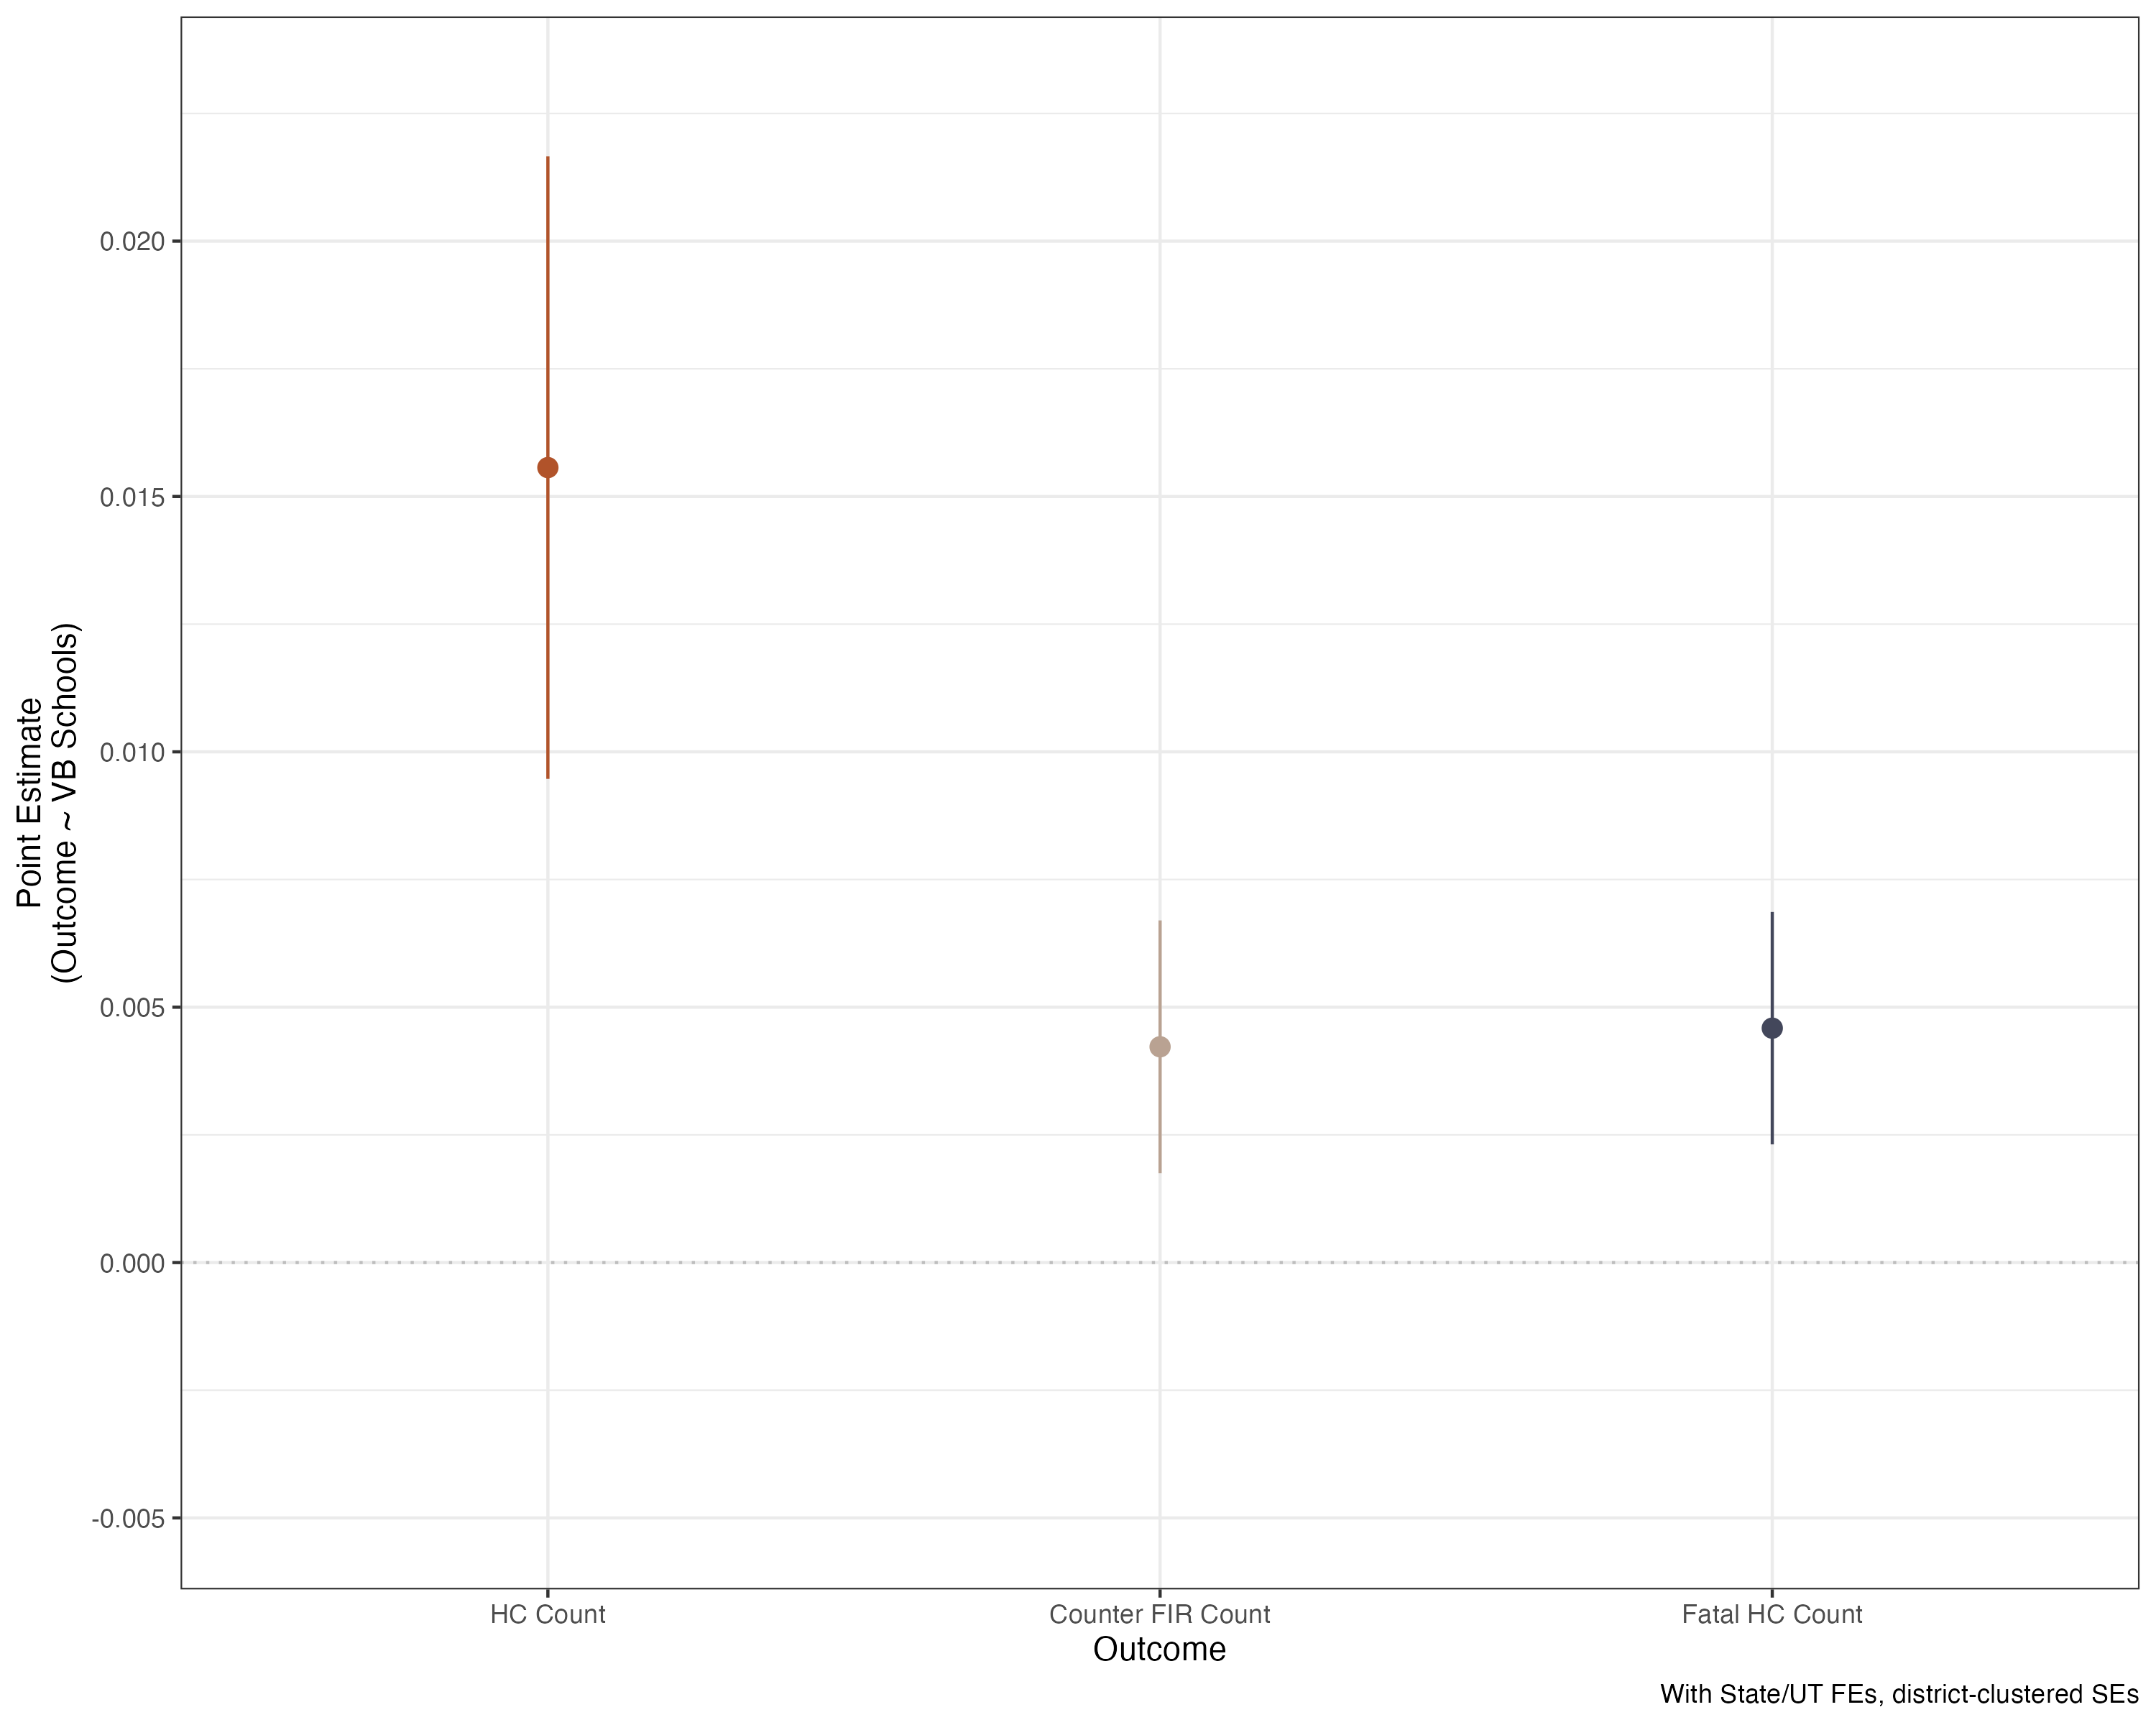 Point Estimate
(Outcome ~ VB Schools)
0.020
0.015
0.010
0.005
0.000
-0.005
HC Count
Counter FIR Count
Fatal HC Count
Outcome
With State/UT FEs, district-clustered SEs